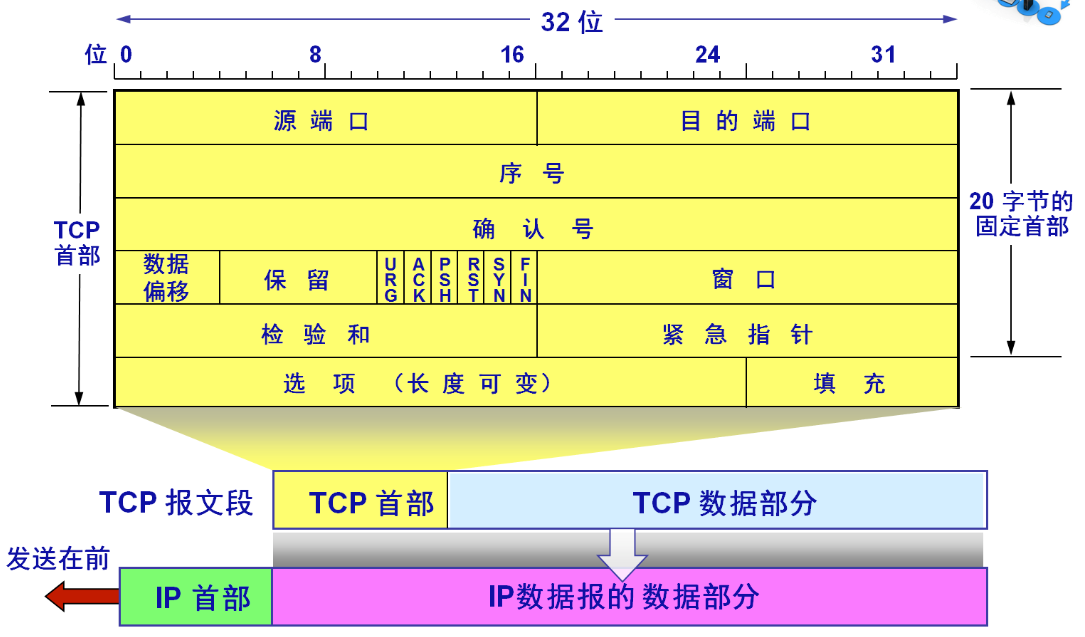 32 位
位 0 8 16 24 31
源端口 目的端口
序号
确认号
TCP
首部
20 字节的
固定首部
数据
偏移
保留
URG
ACK
PSH
RST
SYN
FIN
窗口
检验和 紧急指针
选项 （长度可变） 填充
TCP 报文段 TCP 首部 TCP 数据部分
发送在前
IP 首部 IP数据报的 数据部分